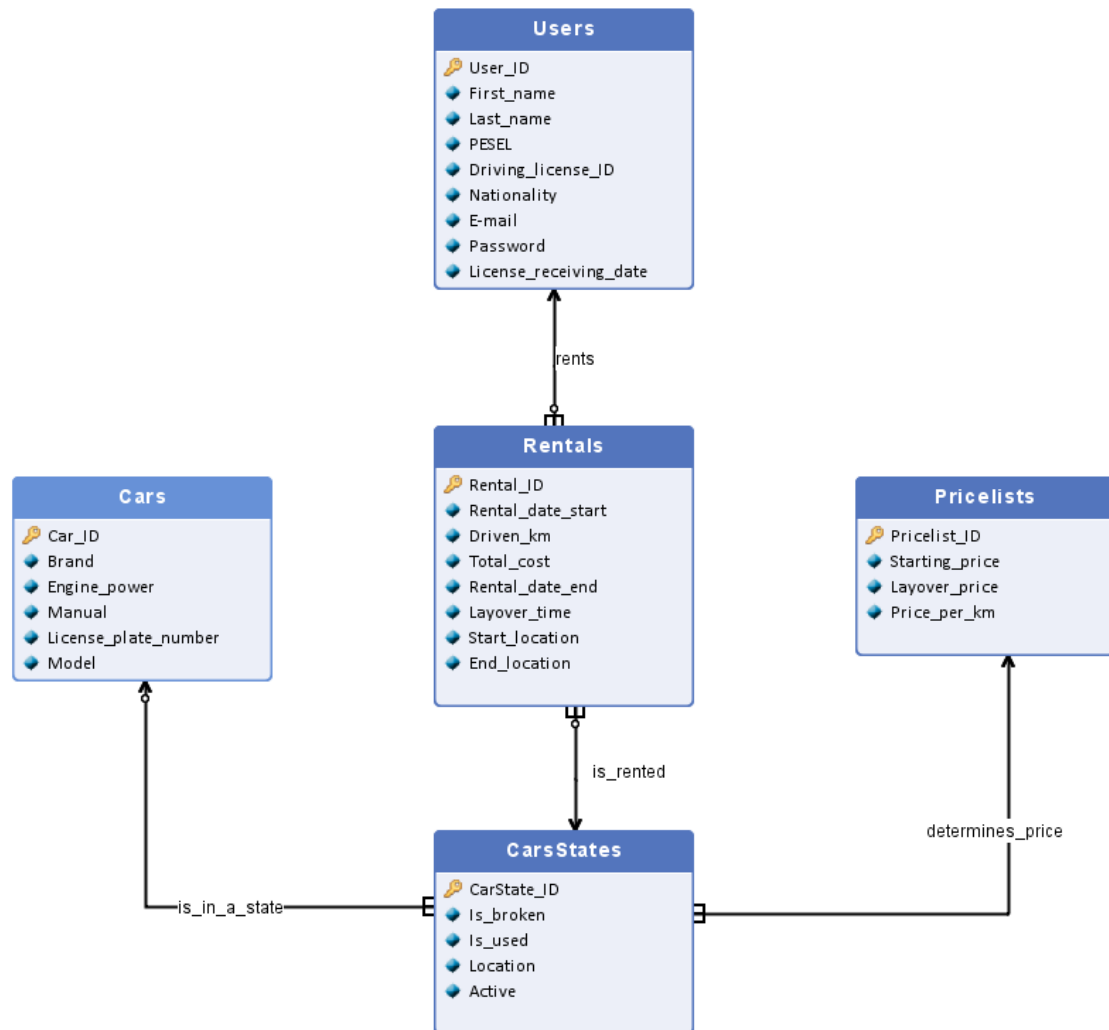 Users
User_ID
First_name
Last_name
PESEL
Driving_license_ID
Nationality
E-mail
Password
License_receiving_date
rents
Rentals
Rental_ID
Rental_date_start
Driven_km
Total_cost
Rental_date_end
Layover_time
Start_location
End_location
Cars
Car_ID
Brand
Engine_power
Manual
License_plate_number
Model
Pricelists
Pricelist_ID
Starting_price
Layover_price
Price_per_km
is_rented
determines_price
is_in_a_state
CarsStates
CarState_ID
Is_broken
Is_used
Location
Active